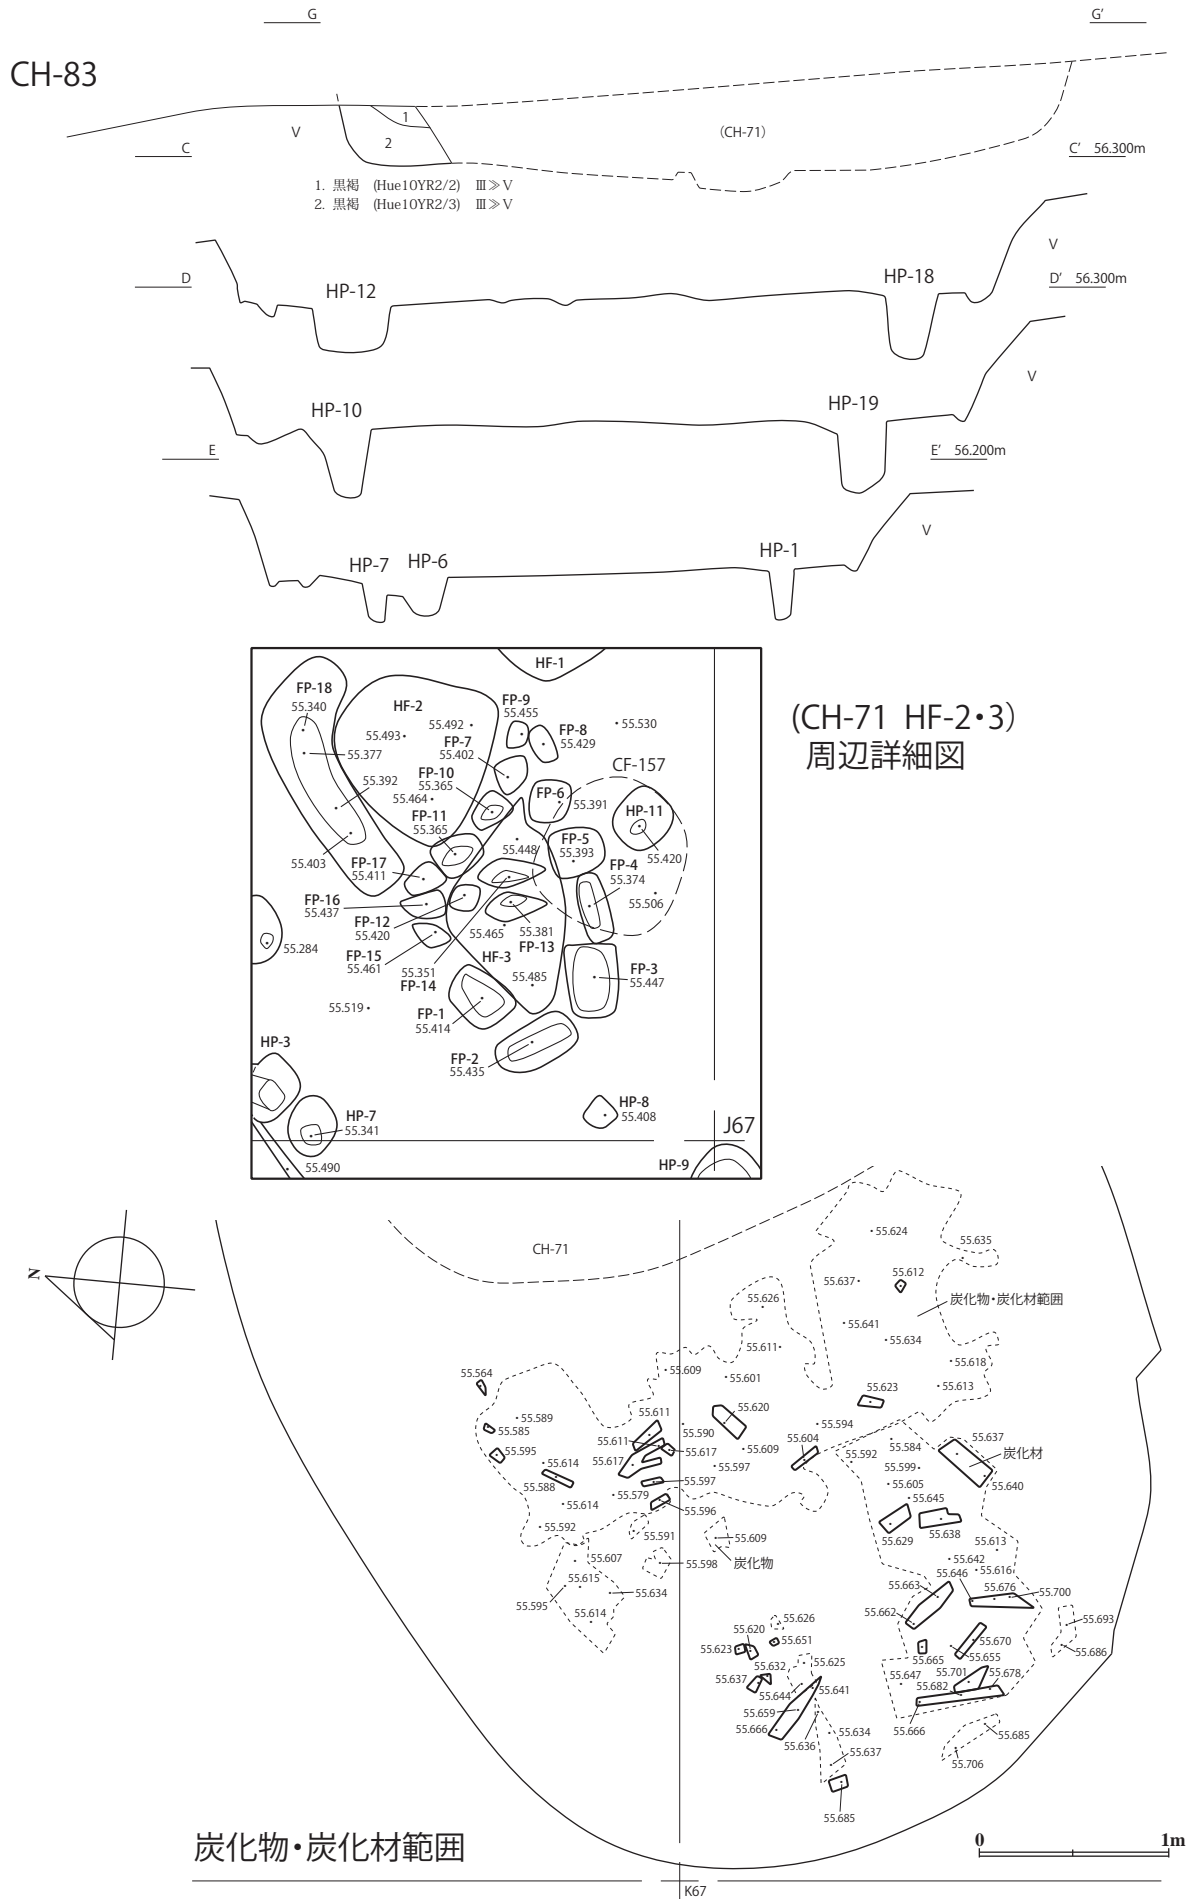 G
G’
CH-83
1
(CH-71)
V
2
C
C’ 56.300m
1. 黒褐 (Hue10YR2/2) Ⅲ≫Ⅴ
2. 黒褐 (Hue10YR2/3) Ⅲ≫Ⅴ
V
D
HP-12
HP-18
D’ 56.300m
V
HP-10
HP-19
E
E’ 56.200m
V
HP-7
HP-6
HP-1
HF-1
FP-18
55.340
HF-2
FP-9
55.455
55.492
55.530
55.493
FP-8
55.429
FP-7
55.402
55.377
(CH-71 HF-2・3)
周辺詳細図
CF-157
FP-10
55.365
55.392
FP-6
55.391
55.464
HP-11
FP-11
55.365
FP-5
55.393
55.448
55.420
55.403
FP-17
55.411
FP-4
55.374
FP-16
55.437
55.506
FP-12
55.420
55.465
55.381
FP-13
55.284
FP-15
55.461
HF-3
55.351
FP-14
55.485
FP-3
55.447
55.519
FP-1
55.414
HP-3
FP-2
55.435
HP-7
55.341
HP-8
55.408
J67
55.490
HP-9
N
CH-71
55.624
55.635
55.612
55.637
炭化物・炭化材範囲
55.626
55.641
55.634
55.611
55.618
55.609
55.601
55.613
55.564
55.623
55.589
55.611
55.620
55.585
55.590
55.594
55.611
55.604
55.584
55.637
55.595
55.617
55.609
55.592
炭化材
55.614
55.617
55.597
55.599
55.588
55.597
55.605
55.640
55.579
55.645
55.614
55.596
55.592
55.591
55.609
55.629
55.638
55.613
55.607
55.598
炭化物
55.642
55.646
55.616
55.615
55.634
55.663
55.676
55.700
55.595
55.614
55.662
55.693
55.626
55.620
55.651
55.670
55.623
55.665
55.655
55.686
55.632
55.625
55.701
55.678
55.637
55.647
55.682
55.644
55.641
55.659
55.666
55.634
55.666
55.685
55.636
55.637
55.706
55.685
炭化物・炭化材範囲
0
1m
K67